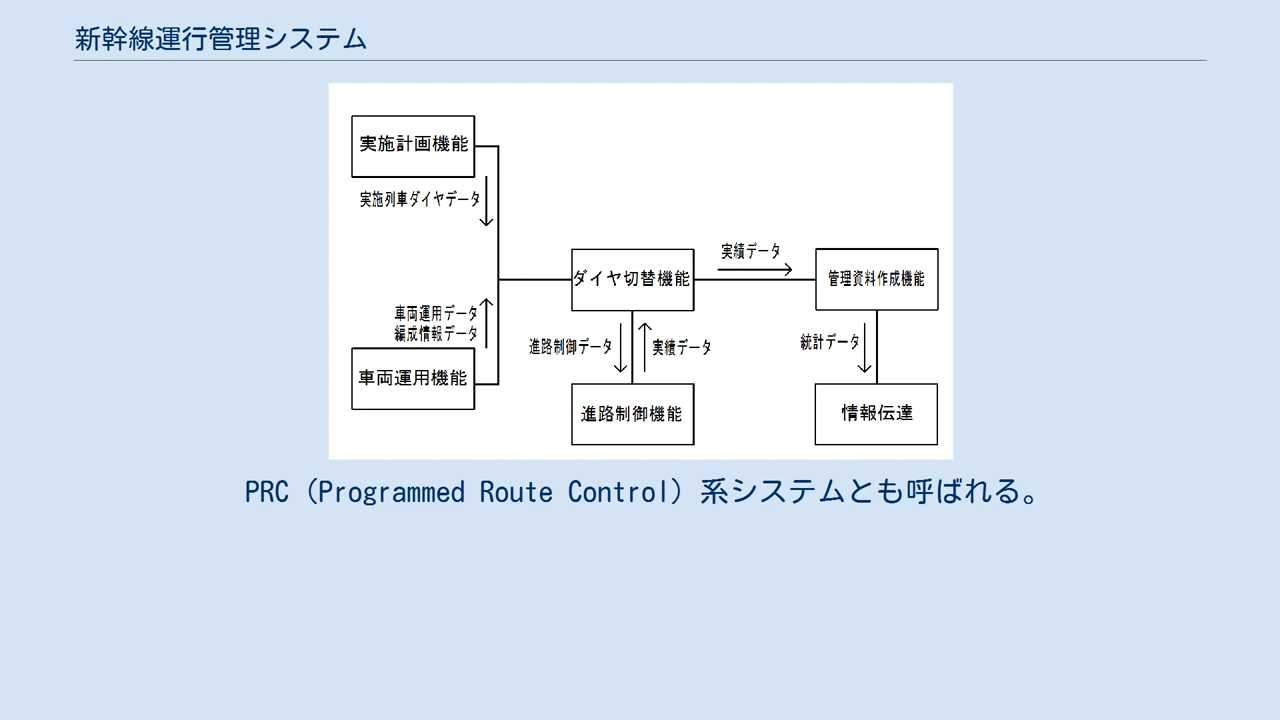 新幹線運行管理システム
実施計画機能
実施列車ダイヤデータ
車両運用データ
編成情報データ
車両運用機能
ダイヤ切替機能
実績データ
管理資料作成機能
進路制御データ
実績データ
統計データ
進路制御機能
情報伝達
PRC（Programmed Route Control）系システムとも呼ばれる。